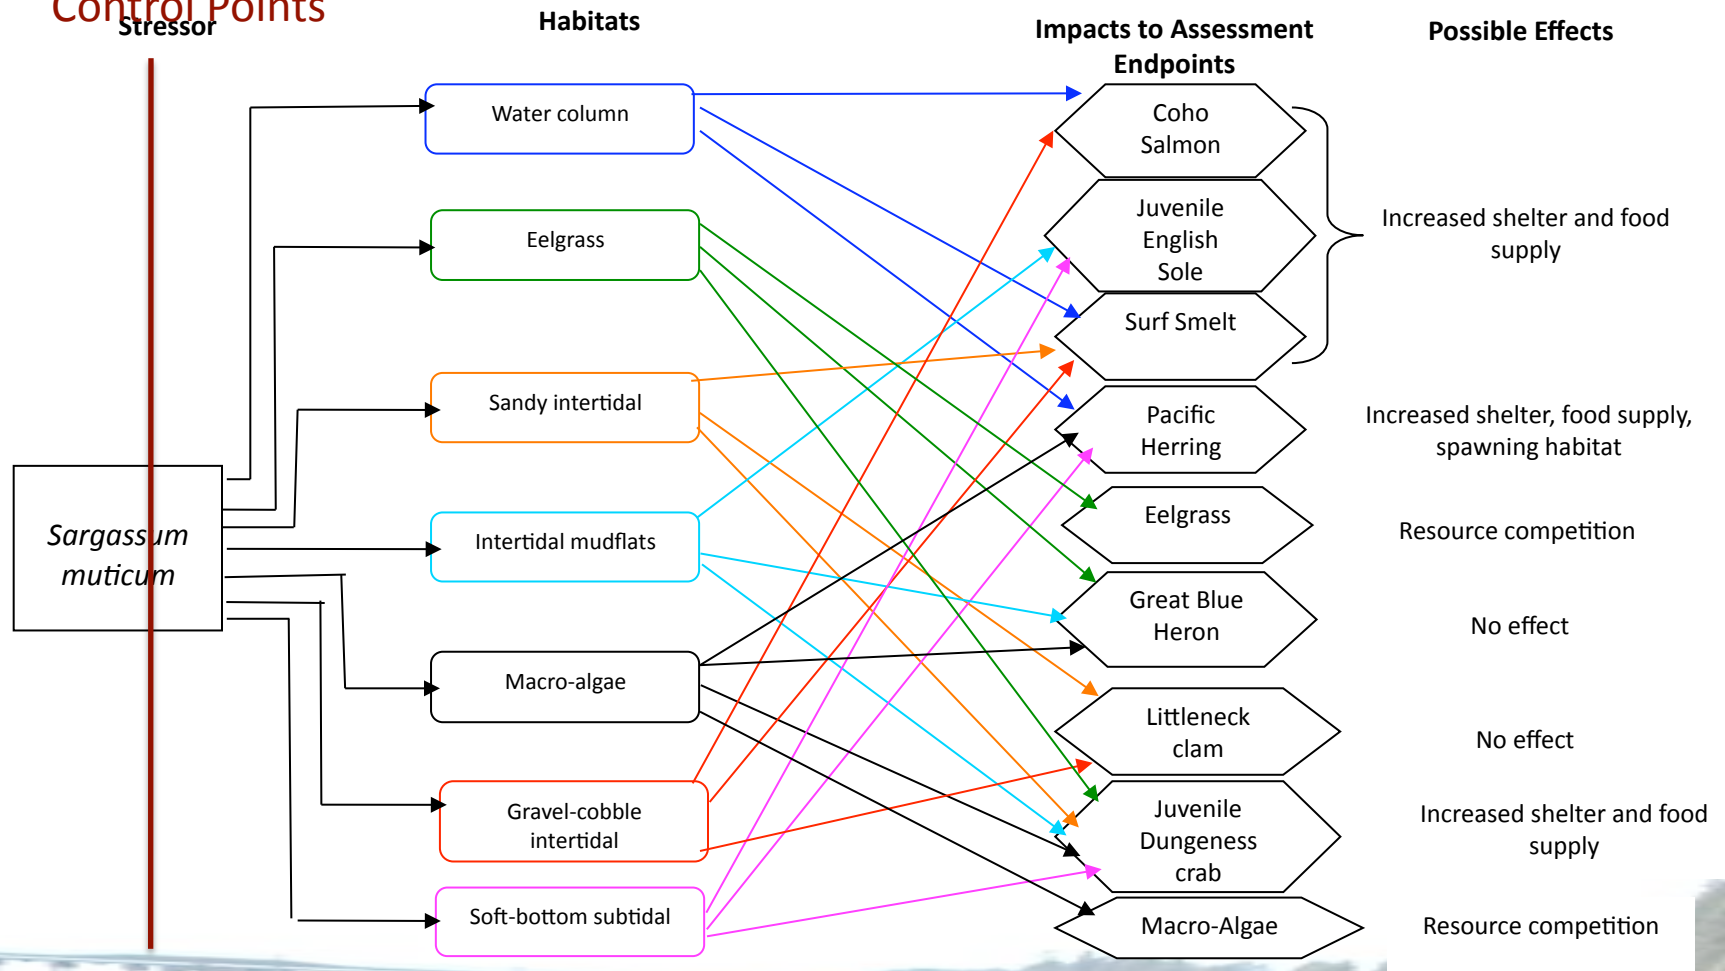 Control Points
Stressor
Habitats
Impacts to Assessment
Endpoints
Possible Effects
Water column
Eelgrass
Sandy intertidal
Intertidal mudflats
Macro-algae
Gravel-cobble
intertidal
Soft-bottom subtidal
Sargassum
muticum
Coho
Salmon
Juvenile
English
Sole
Surf Smelt
Pacific
Herring
Eelgrass
Great Blue
Heron
Littleneck
clam
Juvenile
Dungeness
crab
Macro-Algae
Increased shelter and food
supply
Increased shelter, food supply,
spawning habitat
Resource competition
No effect
No effect
Increased shelter and food
supply
Resource competition